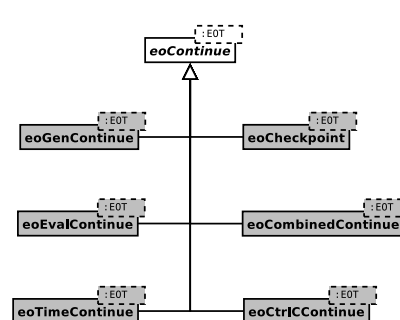 :EOT
eoContinue
:EOT
eoGenContinue
:EOT
eoCheckpoint
:EOT
eoEvalContinue
:EOT
eoCombinedContinue
:EOT
eoTimeContinue
:EOT
eoCtrlCContinue